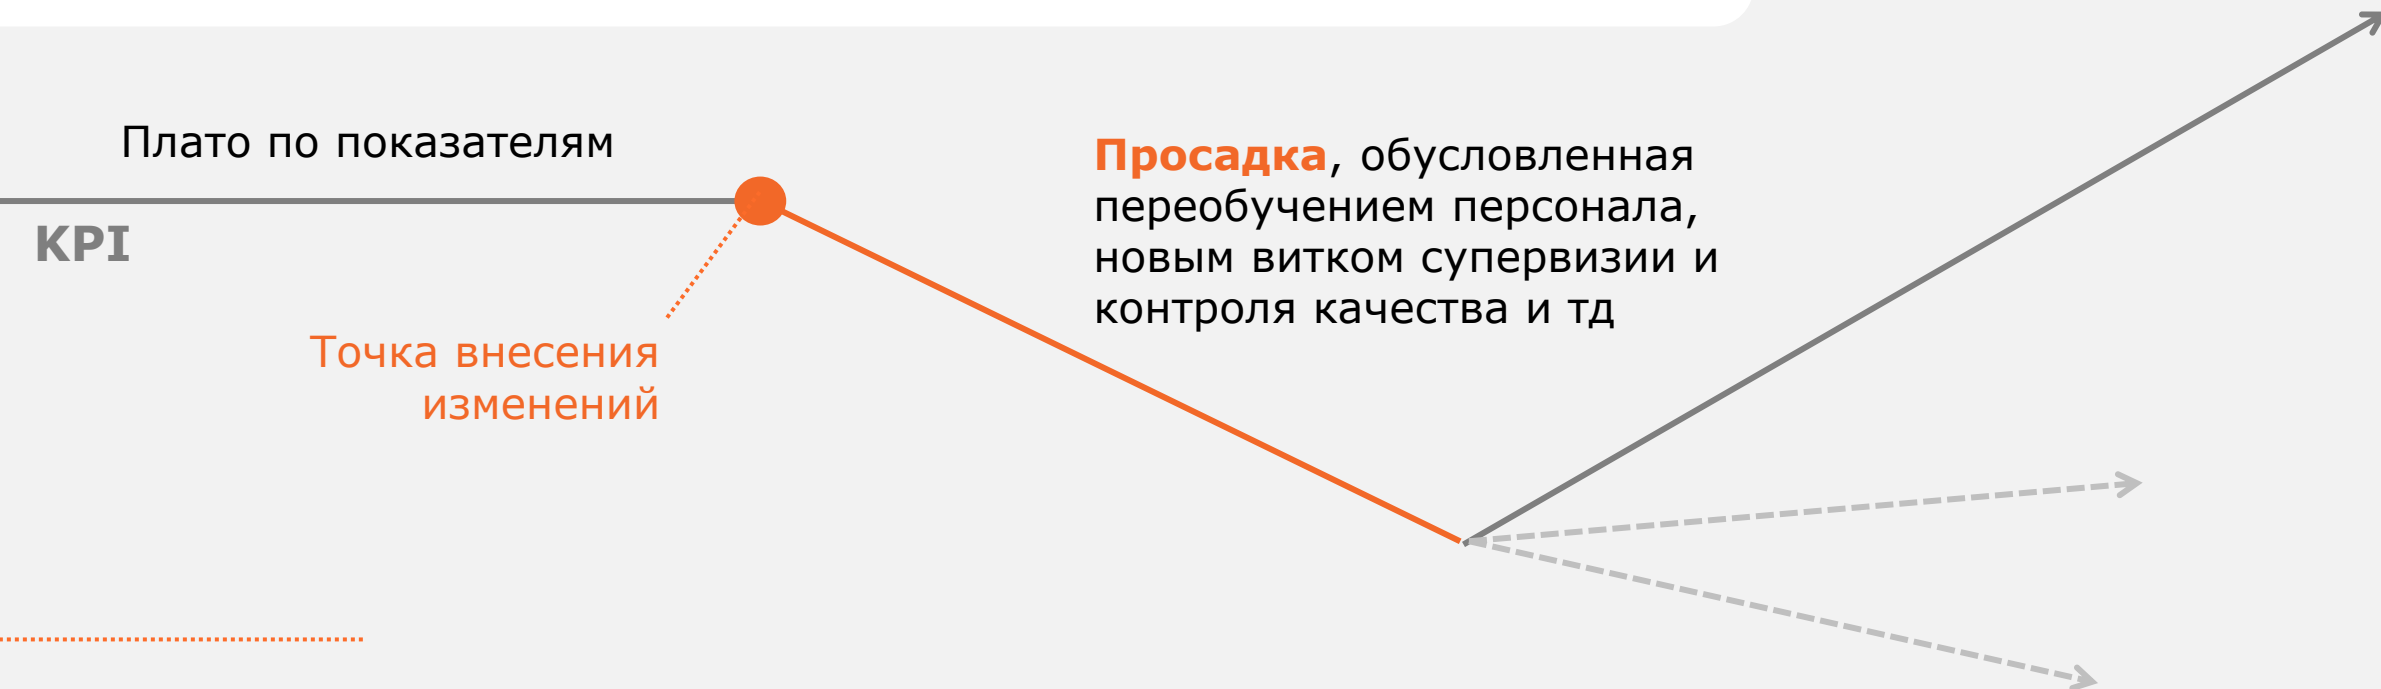 Плато по показателям
KPI
Точка внесения
изменений
Просадка, обусловленная
переобучением персонала,
новым витком супервизии и
контроля качества и тд